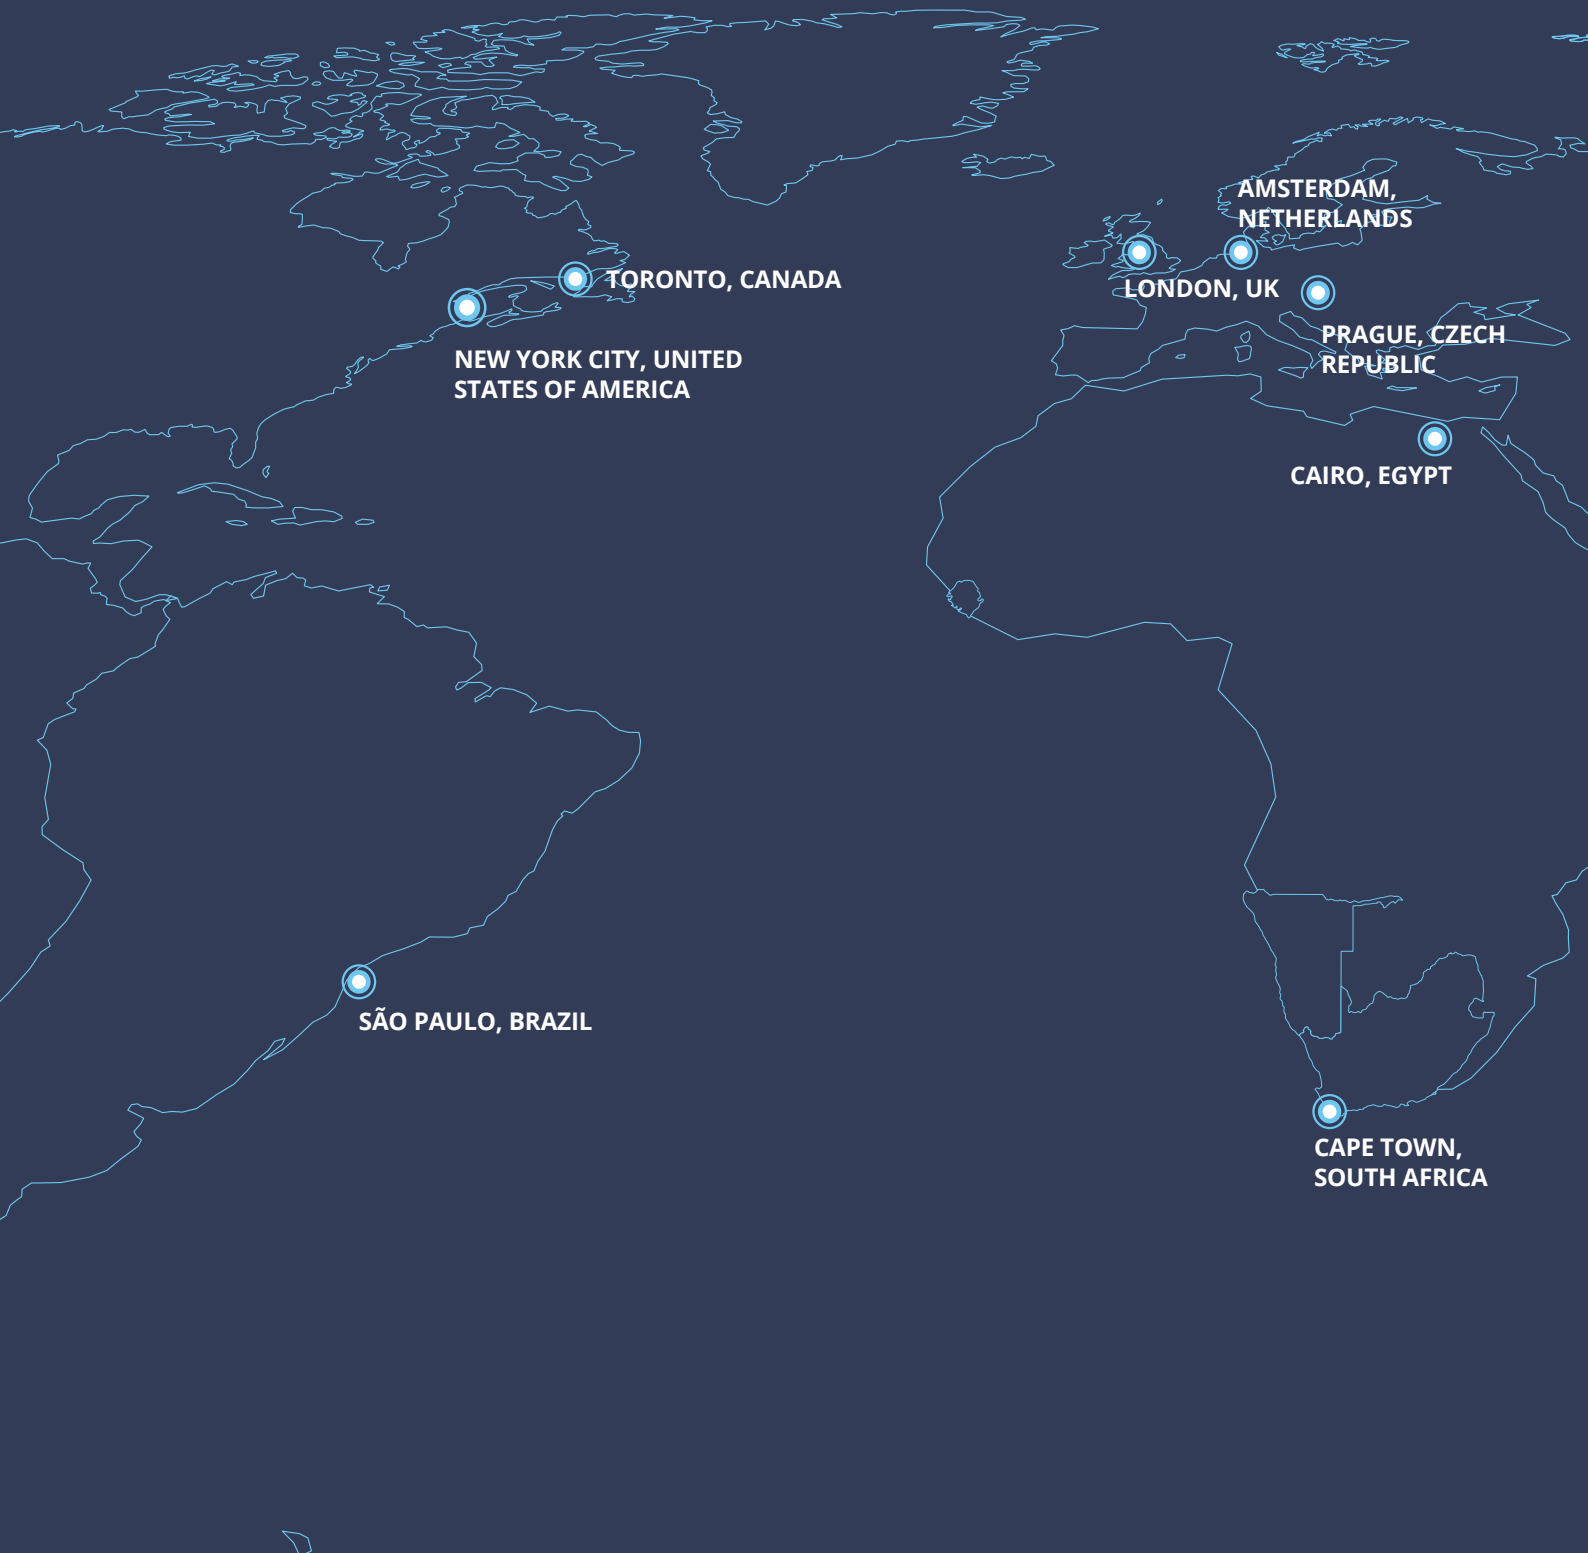 AMSTERDAM,
NETHERLANDS
TORONTO, CANADA
LONDON, UK
PRAGUE, CZECH
REPUBLIC
NEW YORK CITY, UNITED
STATES OF AMERICA
CAIRO, EGYPT
SÃO PAULO, BRAZIL
CAPE TOWN,
SOUTH AFRICA